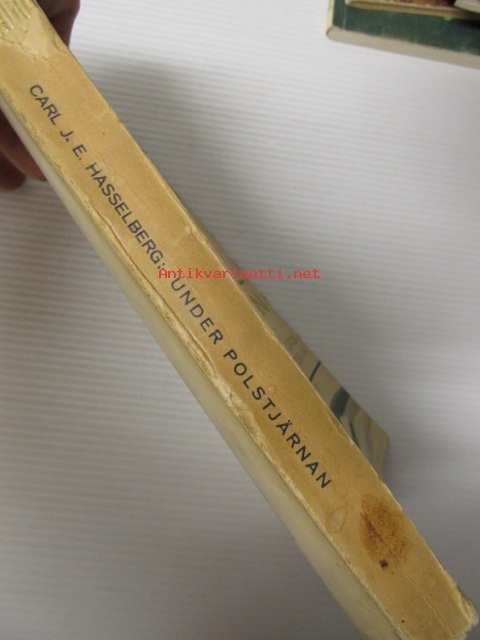 CARL J. E. HASSELBERG: UNDER POLSTJÄRNAN
Antikvariaatti.net